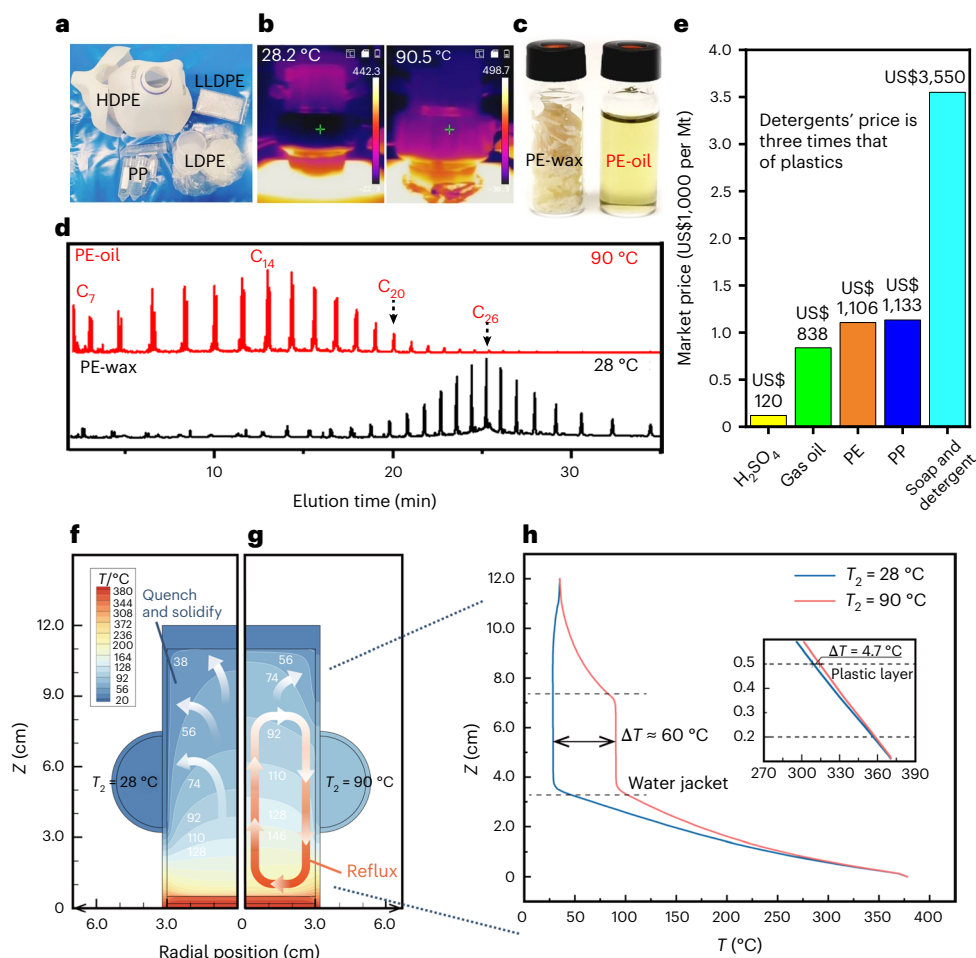 a
HDPE
LLDPE
PP
LDPE
b
28.2 °C
442.3
90.5 °C
498.7
c
PE-wax
PE-oil
d
PE-oil
90 °C
C7
C14
C20
C26
PE-wax
28 °C
10
20
30
Elution time (min)
e
Market price (US$1,000 per Mt)
4.0
3.5
3.0
2.5
2.0
1.5
1.0
0.5
0
Detergents' price is
three times that
of plastics
US$
120
US$
838
US$
1,106
US$
1,133
US$3,550
H2SO4
Gas oil
PE
PP
Soap and
detergent
f
T/°C
380
344
308
372
236
200
164
128
92
56
20
Quench
and solidify
Z (cm)
12.0
9.0
6.0
3.0
0
38
56
74
92
110
128
T2 = 28 °C
g
56
74
92
110
128
146
T2 = 90 °C
Reflux
6.0
3.0
0
3.0
6.0
Radial position (cm)
h
Z (cm)
12.0
10.0
8.0
6.0
4.0
2.0
0
T2 = 28 °C
T2 = 90 °C
ΔT ≈ 60 °C
Water jacket
ΔT = 4.7 °C
Plastic layer
0.5
0.4
0.3
0.2
270
300
330
360
390
0
50
100
150
200
250
300
350
400
T (°C)